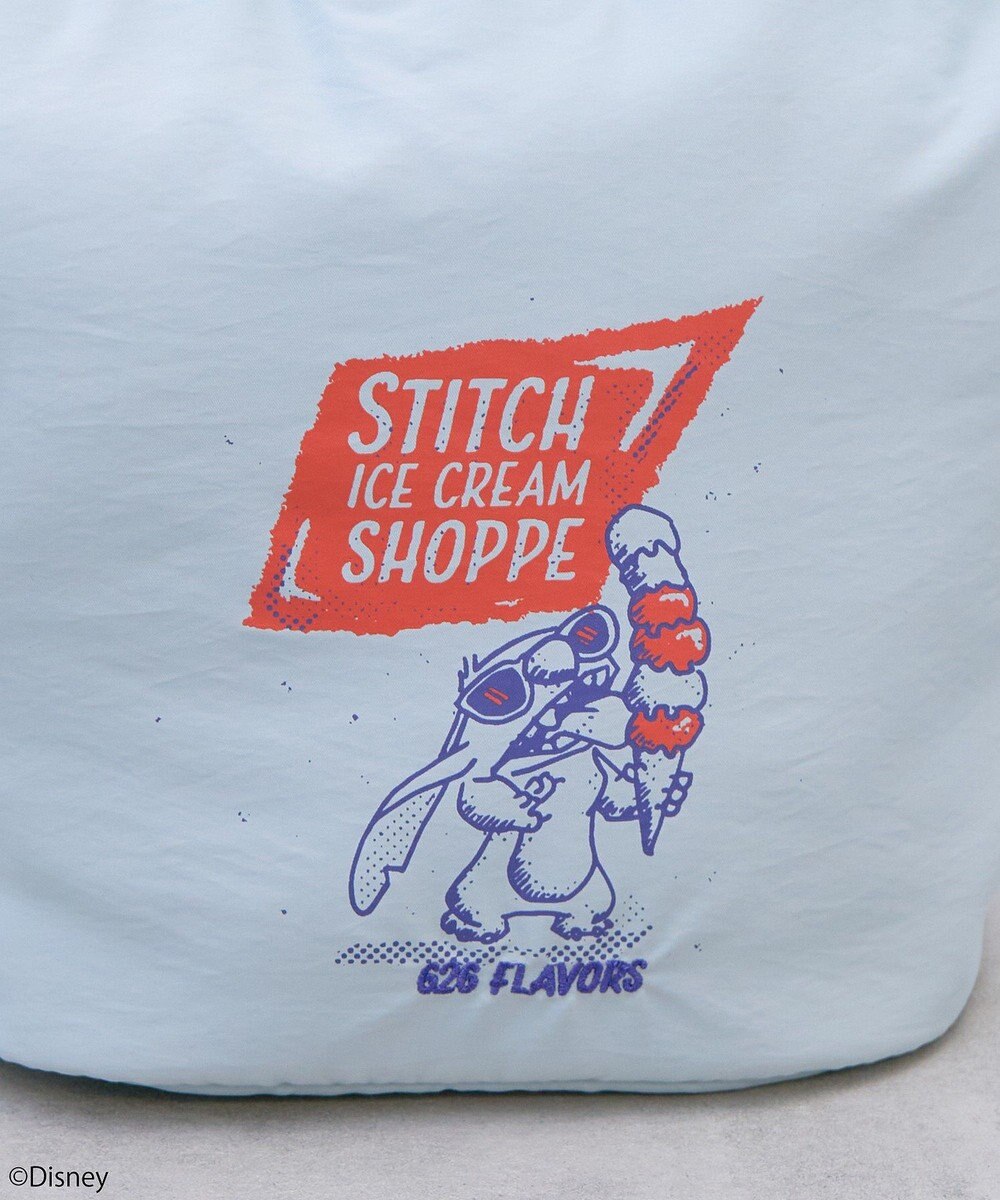 STITCH
ICE CREAM
SHOPPE
626 FLAVORS
©Disney